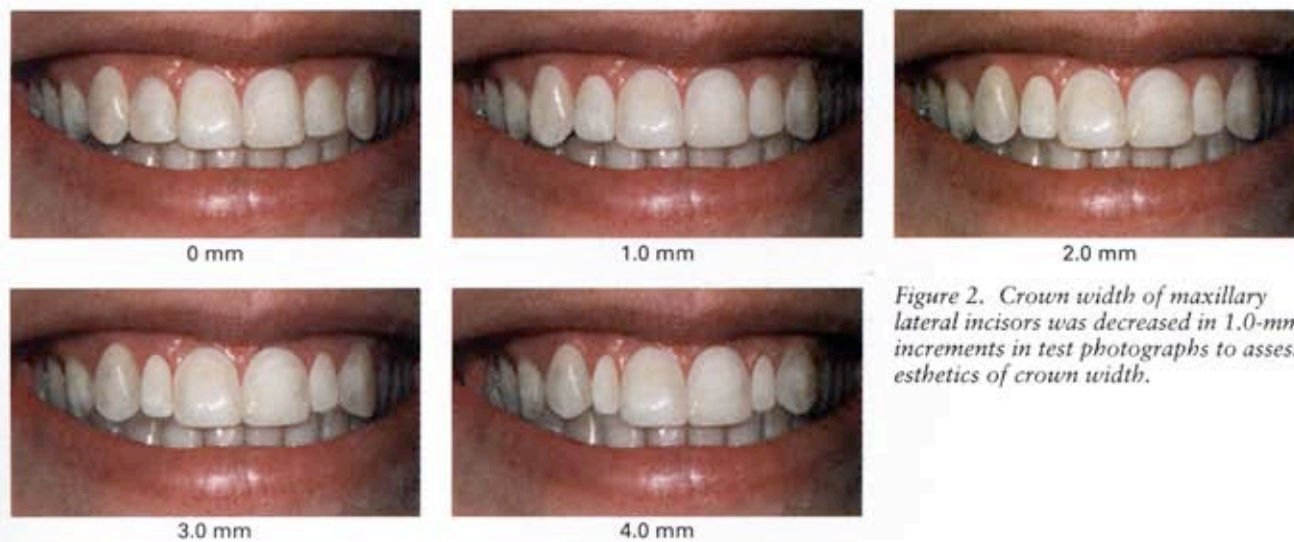 0 mm
1.0 mm
2.0 mm
Figure 2. Crown width of maxillary
lateral incisors was decreased in 1.0-mm
increments in test photographs to assess
esthetics of crown width.
3.0 mm
4.0 mm